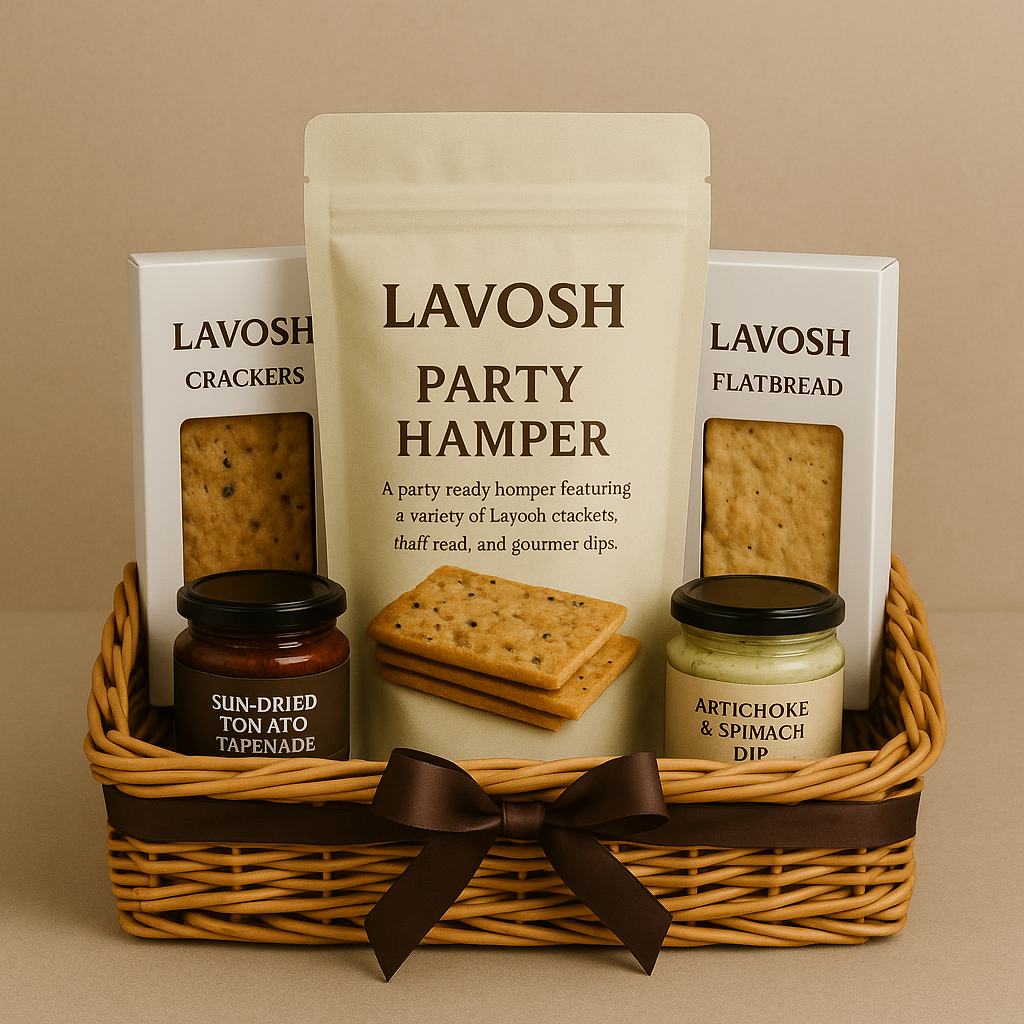 LAVOSH
CRACKERS
LAVOSH
PARTY
HAMPER
A party ready homper featuring
a variety of Layooh ctackets,
thaff read, and gourmer dips.
LAVOSH
FLATBREAD
SUN-DRIED
TON ATO
TAPENADE
ARTICHOKE
& SPIMACH
DIP